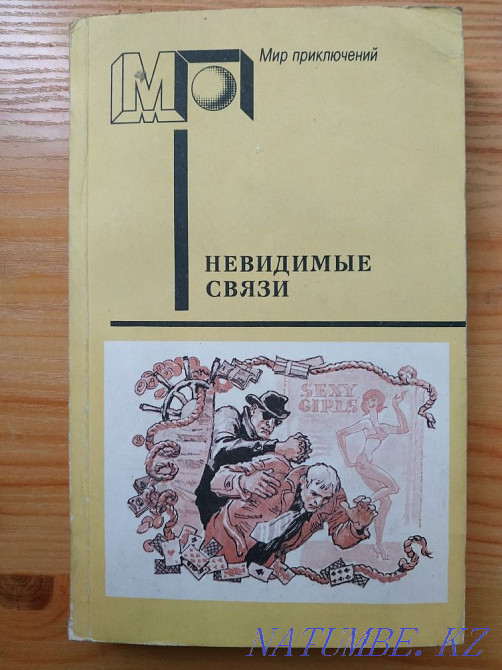 МП
Мир приключений
НЕВИДИМЫЕ
СВЯЗИ
SEXY
GIRLS
NATUMBE.KZ